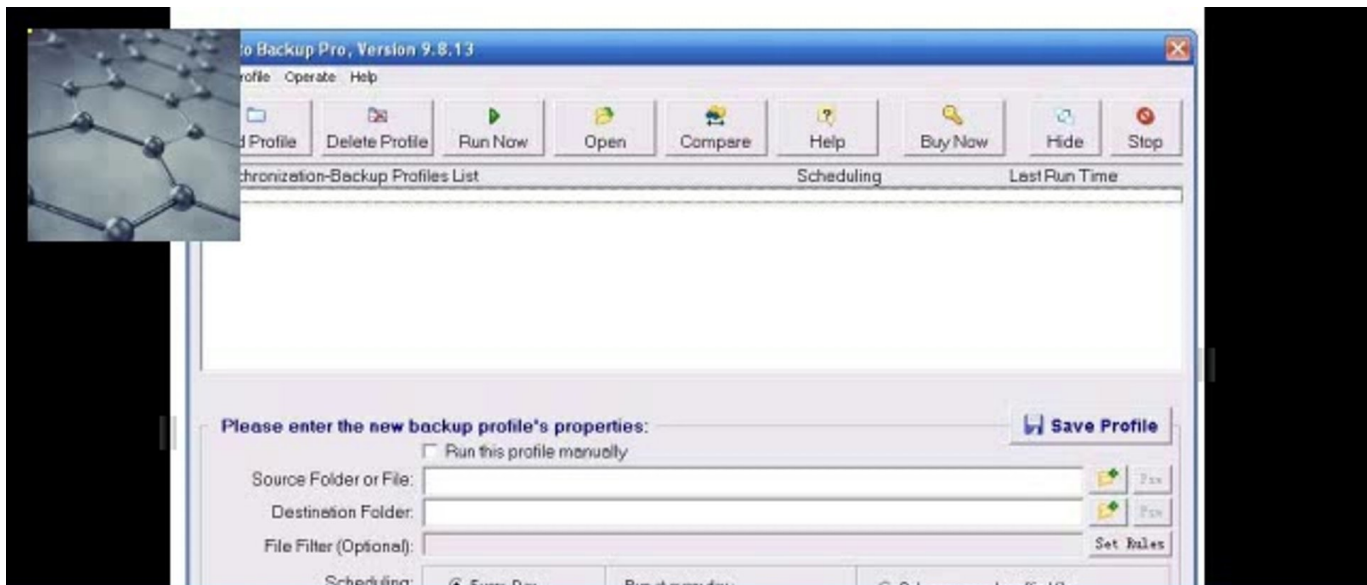 to Backup Pro, Version 9.8.13
rofile Operate Help
d Profile Delete Profile Run Now Open Compare Help Buy Now Hide Stop
chronization-Backup Profiles List Scheduling Last Run Time
Please enter the new backup profile's properties: Save Profile
Run this profile manually
Source Folder or File:
Destination Folder:
File Filter (Optional): Set Rules
Scheduling: Every Day